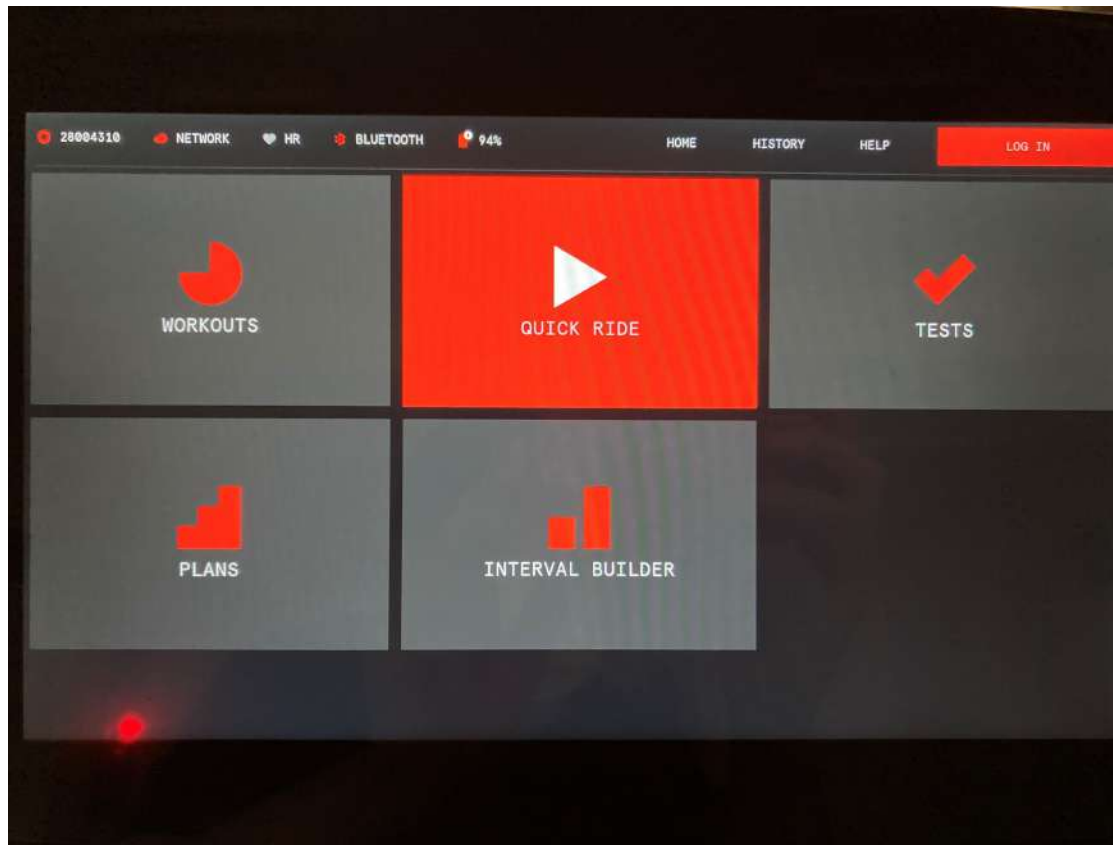 28004310 NETWORK HR BLUETOOTH 94% HOME HISTORY HELP LOG IN
WORKOUTS QUICK RIDE TESTS
PLANS INTERVAL BUILDER